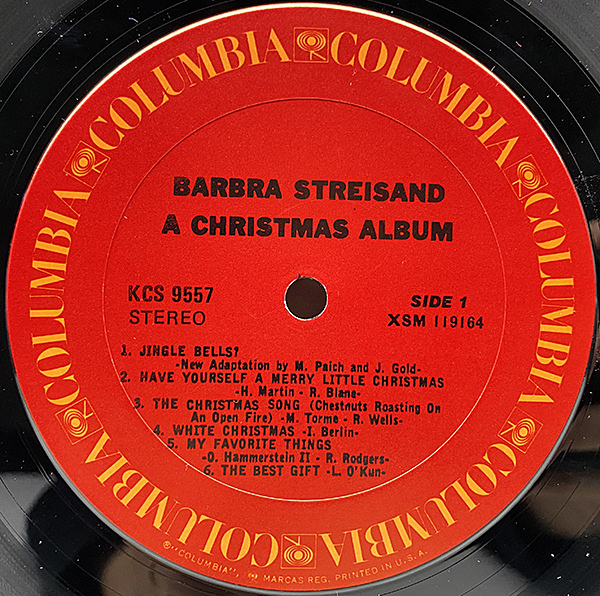 COLUMBIA COLUMBIA COLUMBIA COLUMBIA COLUMBIA COLUMBIA COLUMBIA
BARBRA STREISAND
A CHRISTMAS ALBUM
KCS 9557
STEREO
SIDE 1
XSM 119164
1. JINGLE BELLS?
-New Adaptation by M. Paich and J. Gold-
2. HAVE YOURSELF A MERRY LITTLE CHRISTMAS
-H. Martin - R. Blane-
3. THE CHRISTMAS SONG (Chestnuts Roasting On
An Open Fire) -M. Torme - R. Wells-
4. WHITE CHRISTMAS -I. Berlin-
5. MY FAVORITE THINGS
-O. Hammerstein II - R. Rodgers-
6. THE BEST GIFT -L. O'Kun-
®"COLUMBIA", MARCAS REG. PRINTED IN U.S.A.